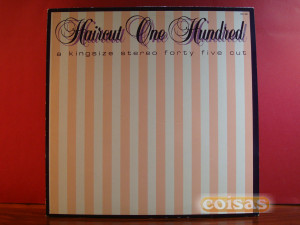 Haircut One Hundred
a kingsize stereo forty five cut
coisas